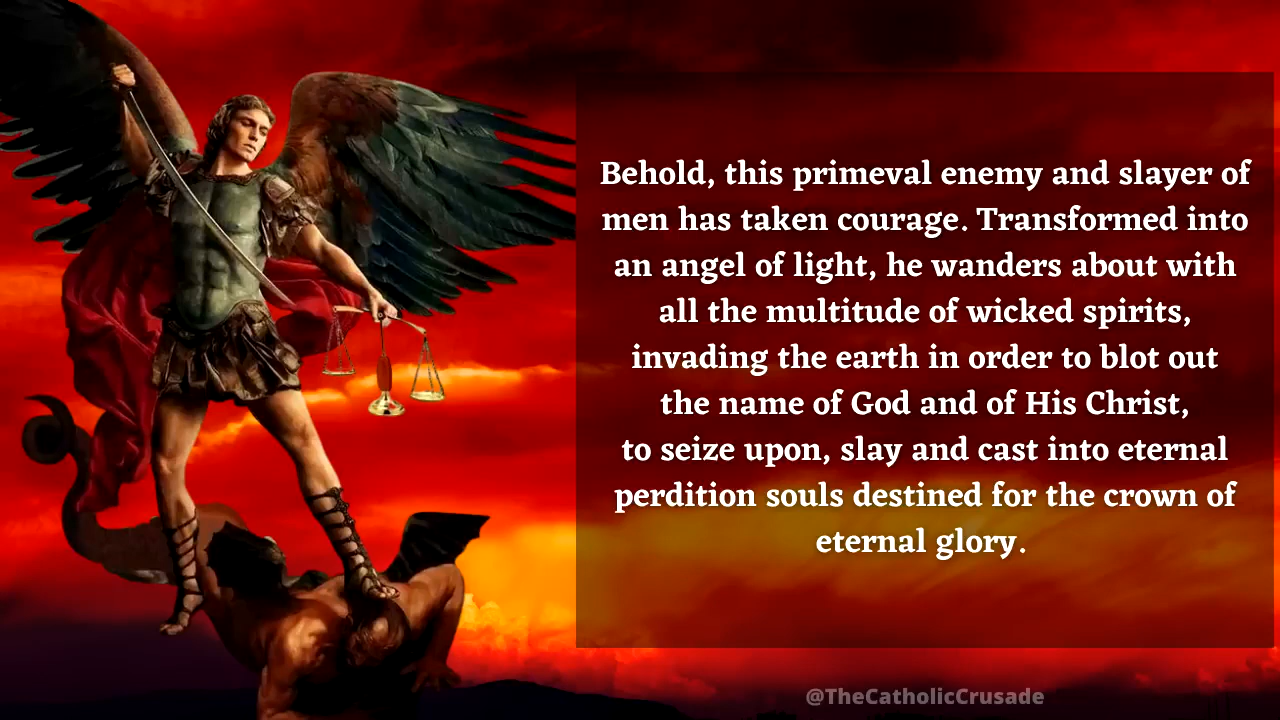 Behold, this primeval enemy and slayer of
men has taken courage. Transformed into
an angel of light, he wanders about with
all the multitude of wicked spirits,
invading the earth in order to blot out
the name of God and of His Christ,
to seize upon, slay and cast into eternal
perdition souls destined for the crown of
eternal glory.
@TheCatholicCrusade